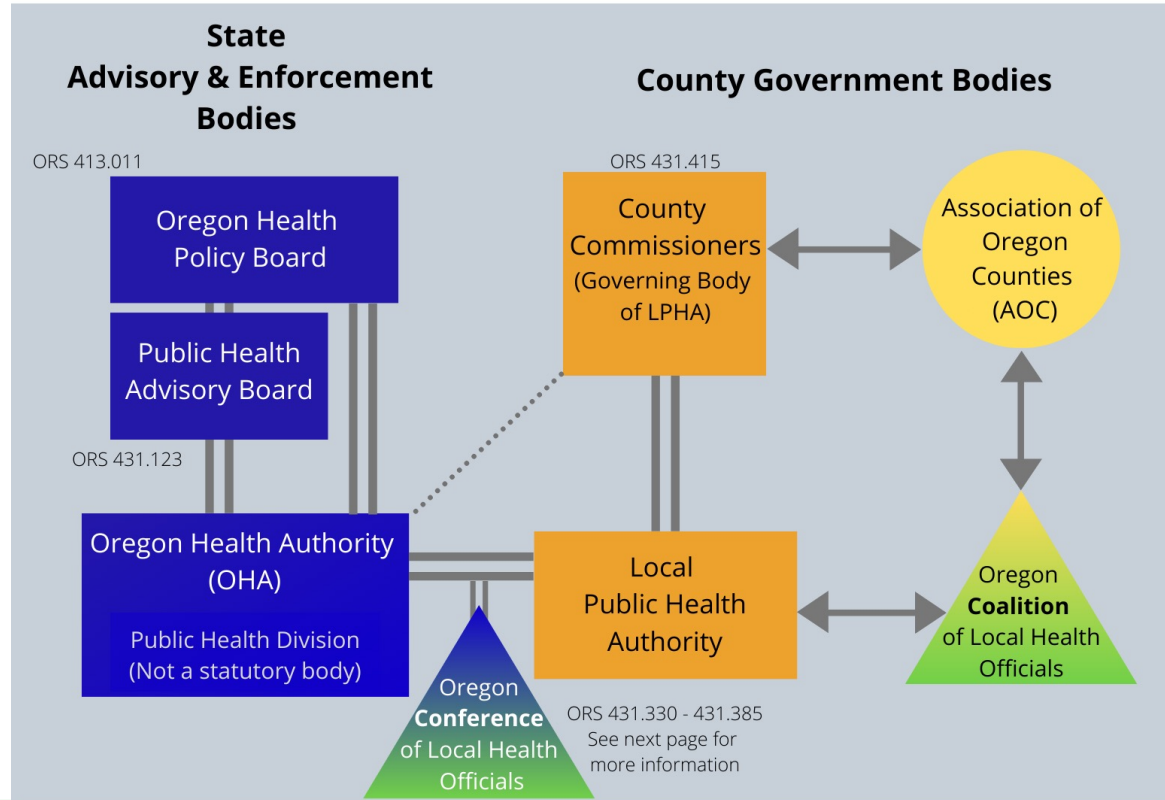 State
Advisory & Enforcement
Bodies
County Government Bodies
ORS 413.011
Oregon Health
Policy Board
Public Health
Advisory Board
ORS 431.123
Oregon Health Authority
(OHA)
Public Health Division
(Not a statutory body)
ORS 431.415
County
Commissioners
(Governing Body
of LPHA)
Association of
Oregon
Counties
(AOC)
Local
Public Health
Authority
Oregon
Coalition
of Local Health
Officials
Oregon
Conference
of Local Health
Officials
ORS 431.330 - 431.385
See next page for
more information